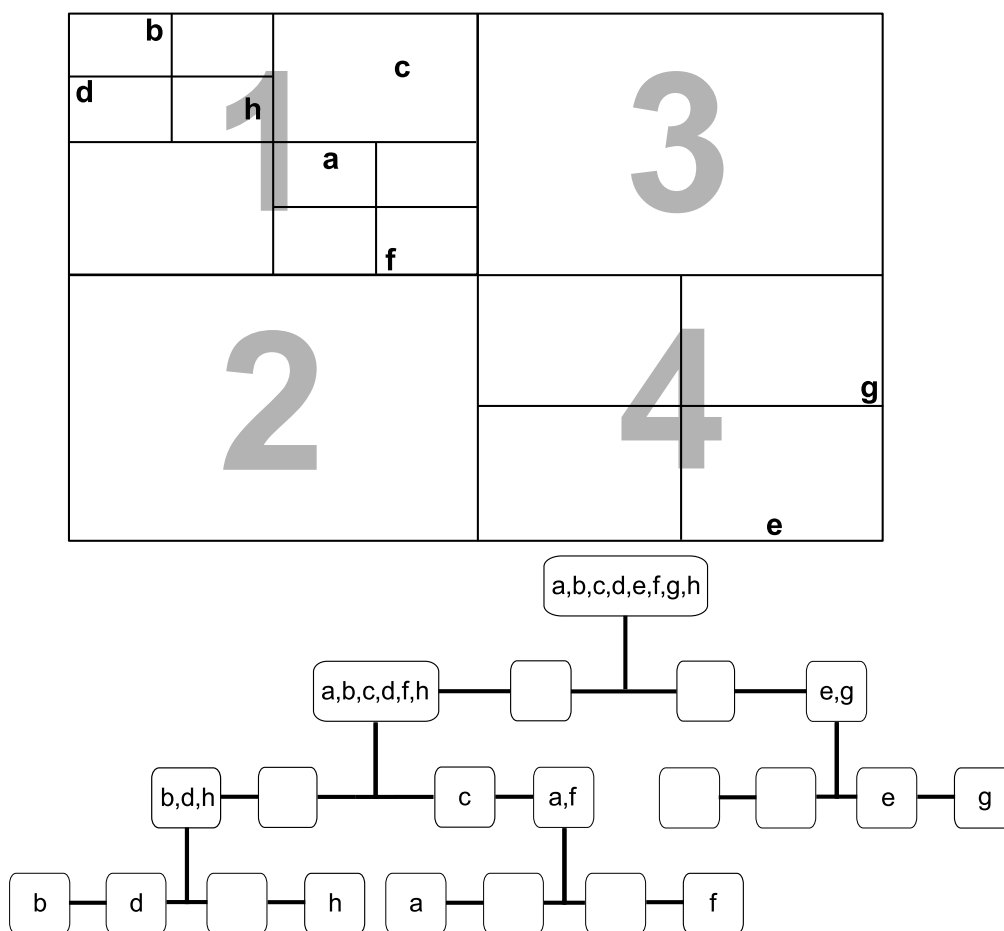 b
c
d
h
1
3
a
f
2
4
g
e
a,b,c,d,e,f,g,h
a,b,c,d,f,h
e,g
b,d,h
c
a,f
e
g
b
d
h
a
f